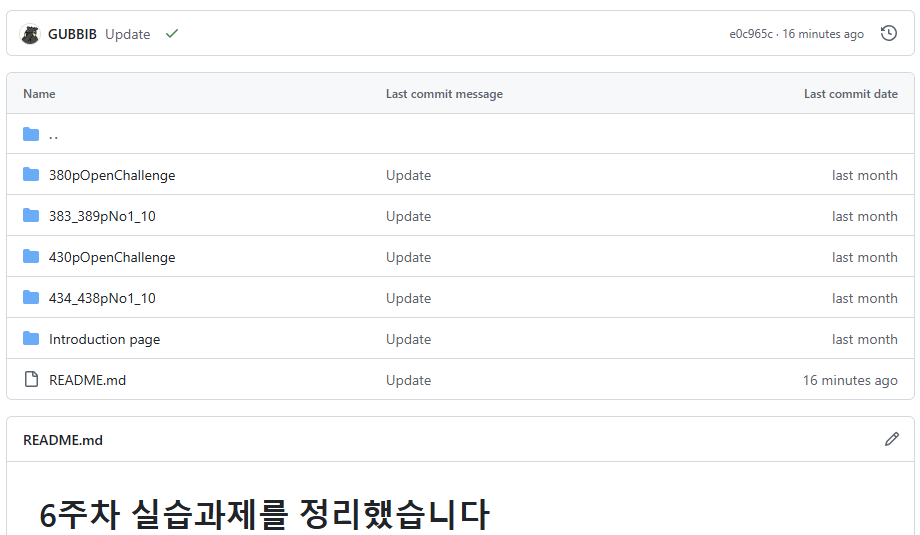 GUBBIB Update e0c965c · 16 minutes ago
Name Last commit message Last commit date
..
380pOpenChallenge Update last month
383_389pNo1_10 Update last month
430pOpenChallenge Update last month
434_438pNo1_10 Update last month
Introduction page Update last month
README.md Update 16 minutes ago
README.md
6주차 실습과제를 정리했습니다